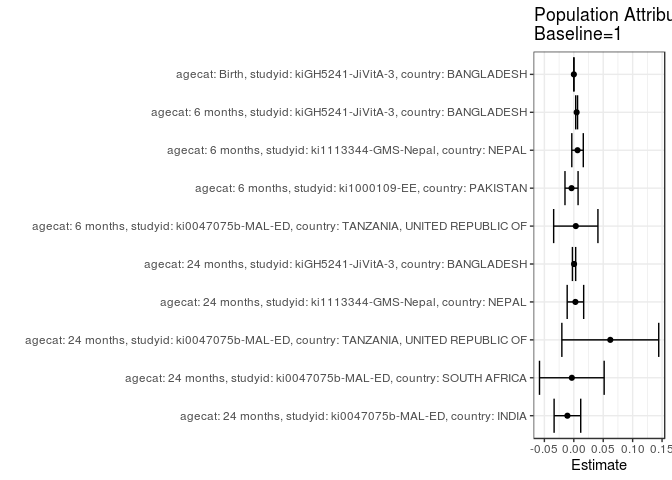 Population Attribu
Baseline=1
agecat: Birth, studyid: kiGH5241-JiVitA-3, country: BANGLADESH
agecat: 6 months, studyid: kiGH5241-JiVitA-3, country: BANGLADESH
agecat: 6 months, studyid: ki1113344-GMS-Nepal, country: NEPAL
agecat: 6 months, studyid: ki1000109-EE, country: PAKISTAN
agecat: 6 months, studyid: ki0047075b-MAL-ED, country: TANZANIA, UNITED REPUBLIC OF
agecat: 24 months, studyid: kiGH5241-JiVitA-3, country: BANGLADESH
agecat: 24 months, studyid: ki1113344-GMS-Nepal, country: NEPAL
agecat: 24 months, studyid: ki0047075b-MAL-ED, country: TANZANIA, UNITED REPUBLIC OF
agecat: 24 months, studyid: ki0047075b-MAL-ED, country: SOUTH AFRICA
agecat: 24 months, studyid: ki0047075b-MAL-ED, country: INDIA
-0.05 0.00 0.05 0.10 0.15
Estimate